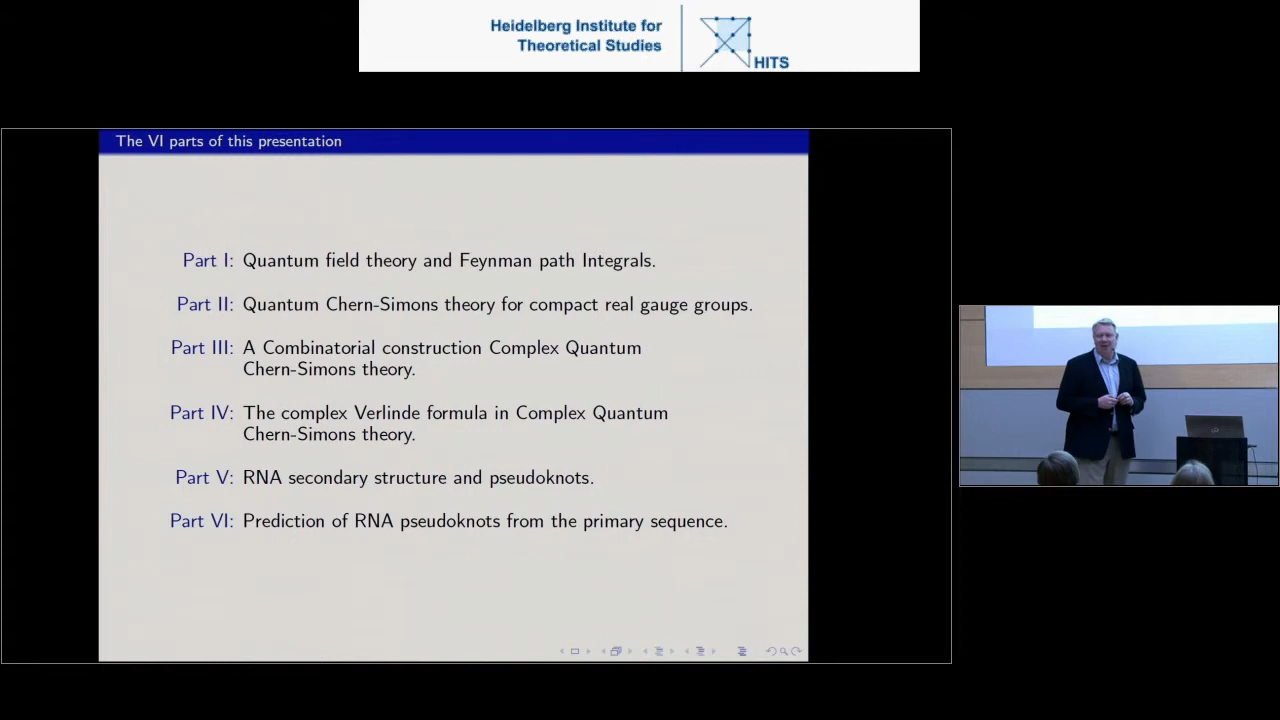 Heidelberg Institute for
Theoretical Studies
HITS
The VI parts of this presentation
Part I: Quantum field theory and Feynman path Integrals.
Part II: Quantum Chern-Simons theory for compact real gauge groups.
Part III: A Combinatorial construction Complex Quantum
Chern-Simons theory.
Part IV: The complex Verlinde formula in Complex Quantum
Chern-Simons theory.
Part V: RNA secondary structure and pseudoknots.
Part VI: Prediction of RNA pseudoknots from the primary sequence.